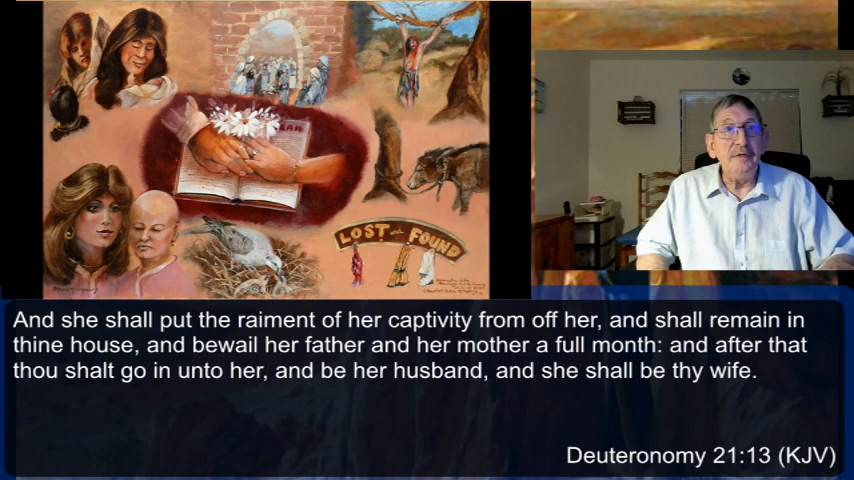 LOST and FOUND
And she shall put the raiment of her captivity from off her, and shall remain in
thine house, and bewail her father and her mother a full month: and after that
thou shalt go in unto her, and be her husband, and she shall be thy wife.
Deuteronomy 21:13 (KJV)